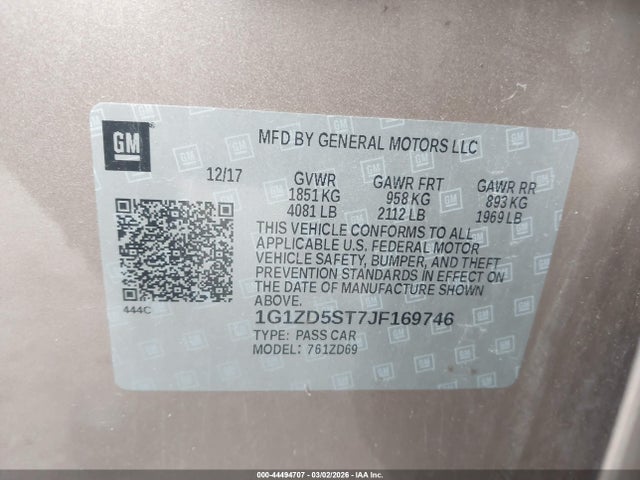 GM
MFD BY GENERAL MOTORS LLC
12/17 GVWR GAWR FRT GAWR RR
1851 KG 958 KG 893 KG
4081 LB 2112 LB 1969 LB
THIS VEHICLE CONFORMS TO ALL
APPLICABLE U.S. FEDERAL MOTOR
VEHICLE SAFETY, BUMPER, AND THEFT
PREVENTION STANDARDS IN EFFECT ON
THE DATE OF MANUFACTURE SHOWN
ABOVE.
444C
1G1ZD5ST7JF169746
TYPE: PASS CAR
MODEL: 761ZD69
000-44494707 - 03/02/2026 - IAA Inc.